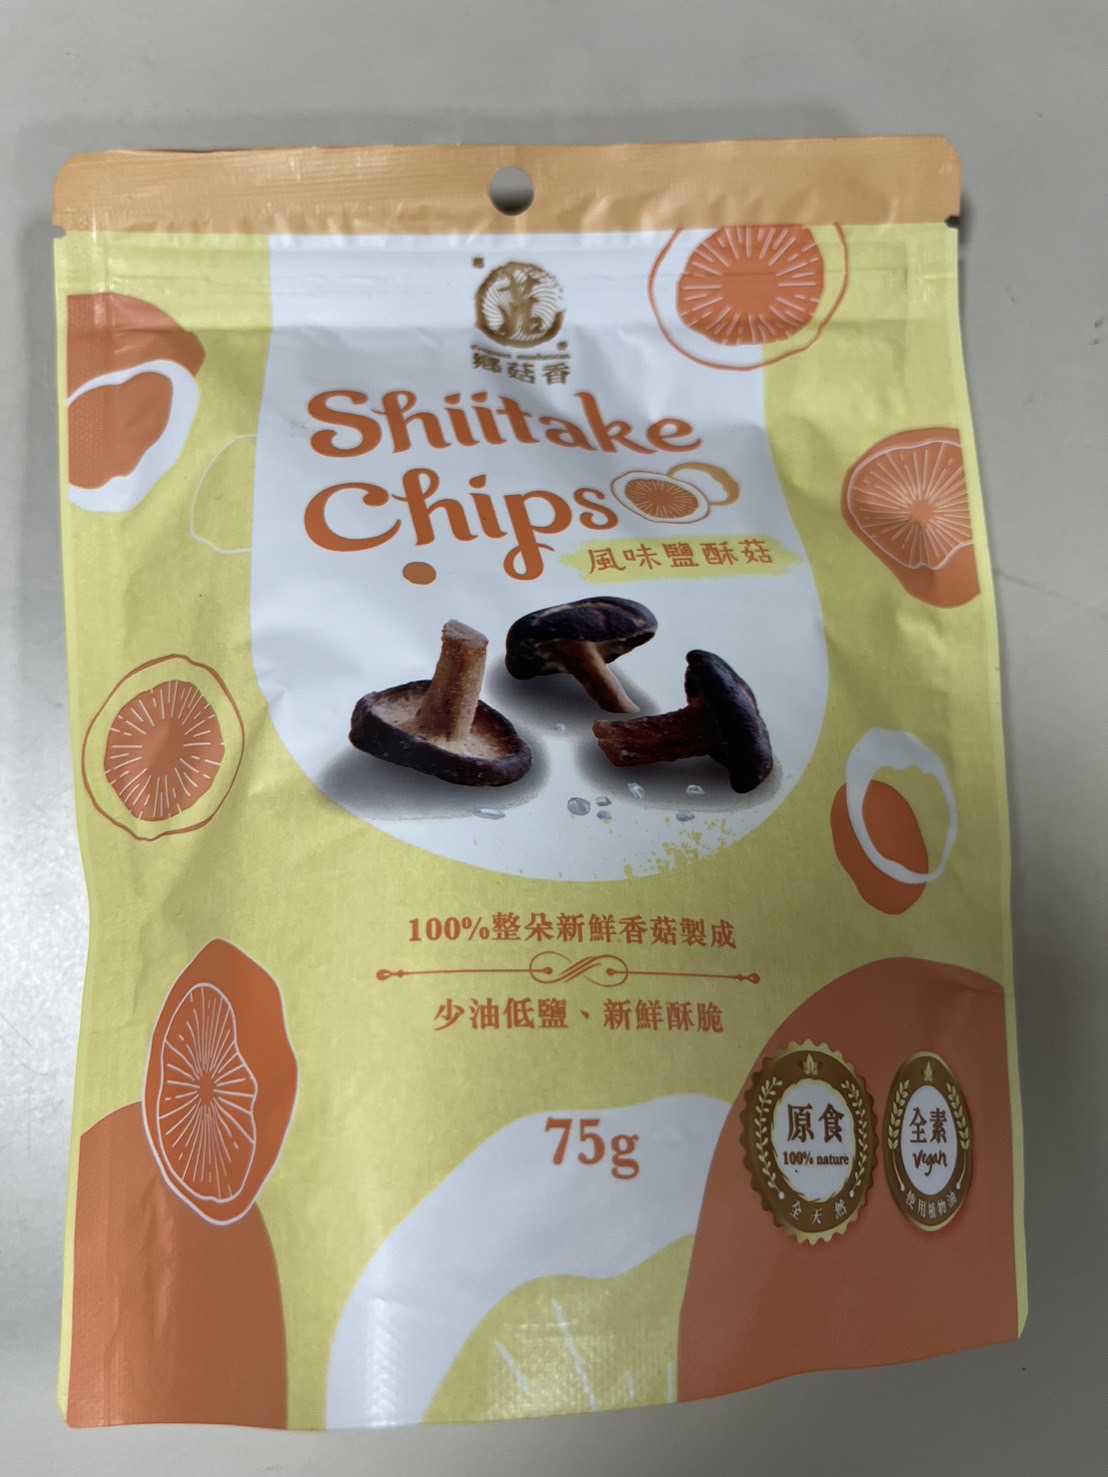 鄉菇香
Shiitake
Chips
風味鹽酥菇
100%整朵新鮮香菇製成
少油低鹽、新鮮酥脆
75g
原食
100% nature
全天然
全素
Vegan
使用植物油